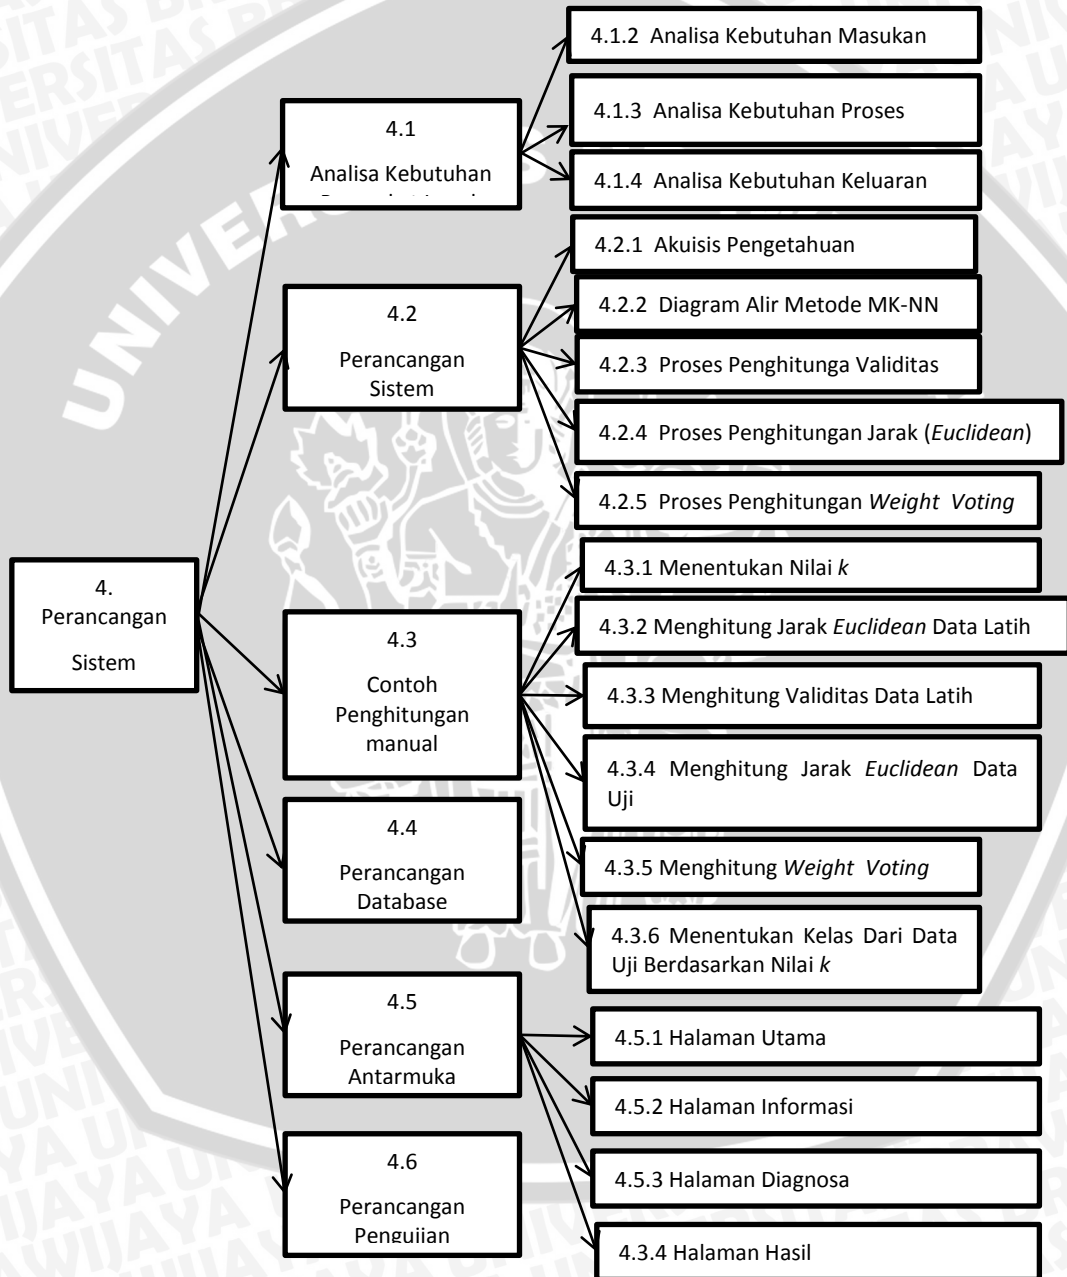 4.
Perancangan
Sistem
4.1
Analisa Kebutuhan
4.1.2 Analisa Kebutuhan Masukan
4.1.3 Analisa Kebutuhan Proses
4.1.4 Analisa Kebutuhan Keluaran
4.2
Perancangan
Sistem
4.2.1 Akuisis Pengetahuan
4.2.2 Diagram Alir Metode MK-NN
4.2.3 Proses Penghitunga Validitas
4.2.4 Proses Penghitungan Jarak (Euclidean)
4.2.5 Proses Penghitungan Weight Voting
4.3
Contoh
Penghitungan
manual
4.3.1 Menentukan Nilai k
4.3.2 Menghitung Jarak Euclidean Data Latih
4.3.3 Menghitung Validitas Data Latih
4.3.4 Menghitung Jarak Euclidean Data
Uji
4.3.5 Menghitung Weight Voting
4.3.6 Menentukan Kelas Dari Data
Uji Berdasarkan Nilai k
4.4
Perancangan
Database
4.5
Perancangan
Antarmuka
4.5.1 Halaman Utama
4.5.2 Halaman Informasi
4.5.3 Halaman Diagnosa
4.3.4 Halaman Hasil
4.6
Perancangan
Pengujian